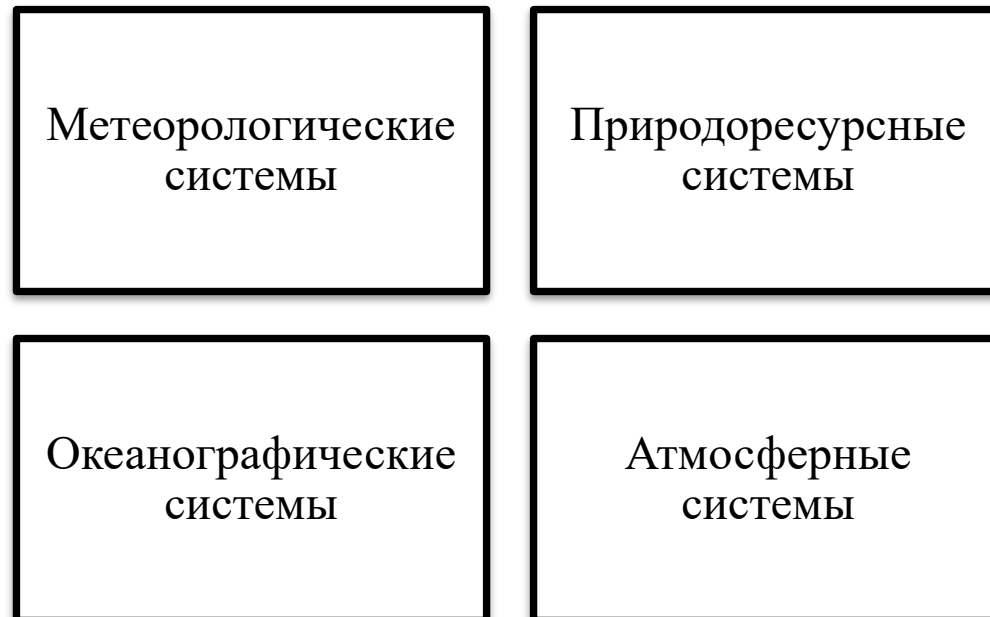 Метеорологические
системы
Природоресурсные
системы
Океанографические
системы
Атмосферные
системы